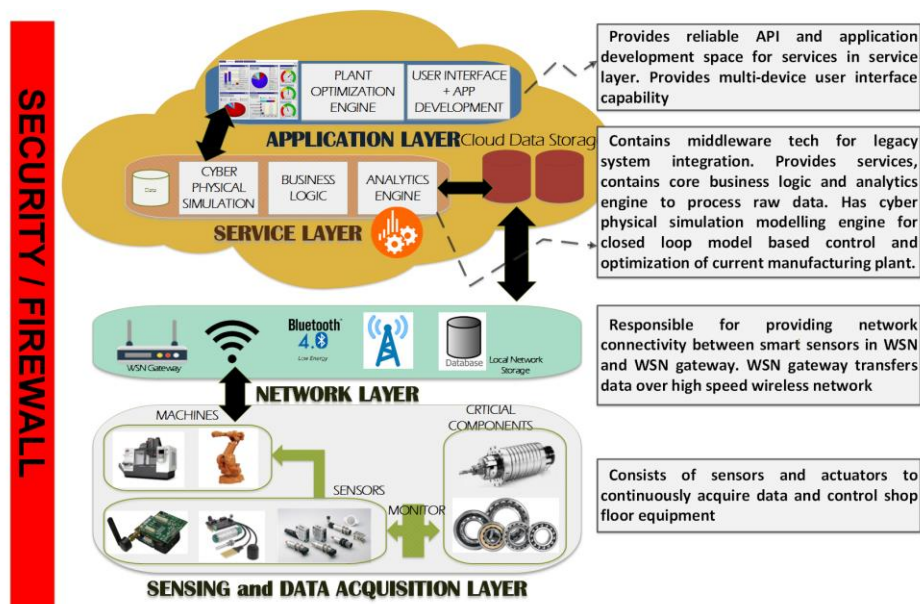 SECURITY / FIREWALL
PLANT
OPTIMIZATION
ENGINE
USER INTERFACE
+ APP
DEVELOPMENT
APPLICATION LAYER
Cloud Data Storag
Data
CYBER
PHYSICAL
SIMULATION
BUSINESS
LOGIC
ANALYTICS
ENGINE
SERVICE LAYER
WSN Gateway
Bluetooth
4.0
Low Energy
Database
Local Network
Storage
NETWORK LAYER
MACHINES
CRTICIAL
COMPONENTS
SENSORS
MONITOR
SENSING and DATA ACQUISITION LAYER
Provides reliable API and application
development space for services in service
layer. Provides multi-device user interface
capability
Contains middleware tech for legacy
system integration. Provides services,
contains core business logic and analytics
engine to process raw data. Has cyber
physical simulation modelling engine for
closed loop model based control and
optimization of current manufacturing plant.
Responsible for providing network
connectivity between smart sensors in WSN
and WSN gateway. WSN gateway transfers
data over high speed wireless network
Consists of sensors and actuators to
continuously acquire data and control shop
floor equipment